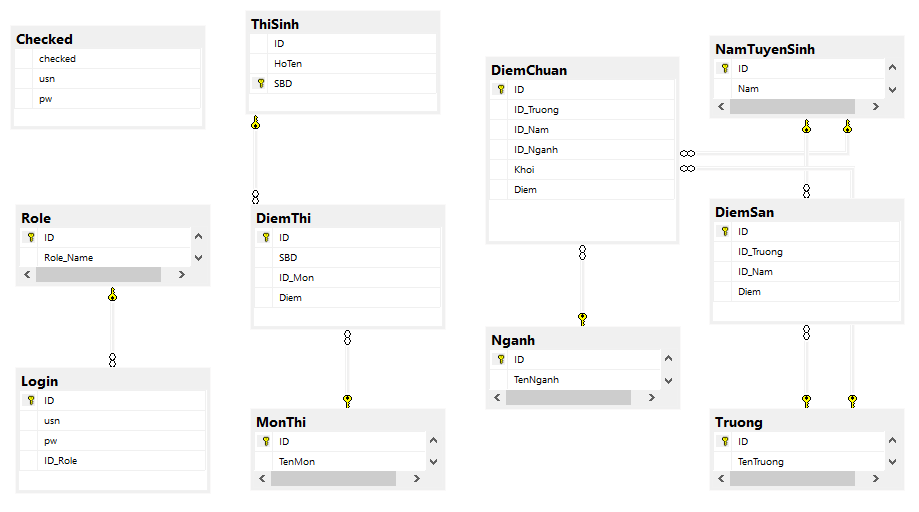 Checked
checked
usn
pw
ThiSinh
ID
HoTen
SBD
DiemChuan
ID
ID_Truong
ID_Nam
ID_Nganh
Khoi
Diem
NamTuyenSinh
ID
Nam
Role
ID
Role_Name
DiemThi
ID
SBD
ID_Mon
Diem
DiemSan
ID
ID_Truong
ID_Nam
Diem
Login
ID
usn
pw
ID_Role
MonThi
ID
TenMon
Nganh
ID
TenNganh
Truong
ID
TenTruong